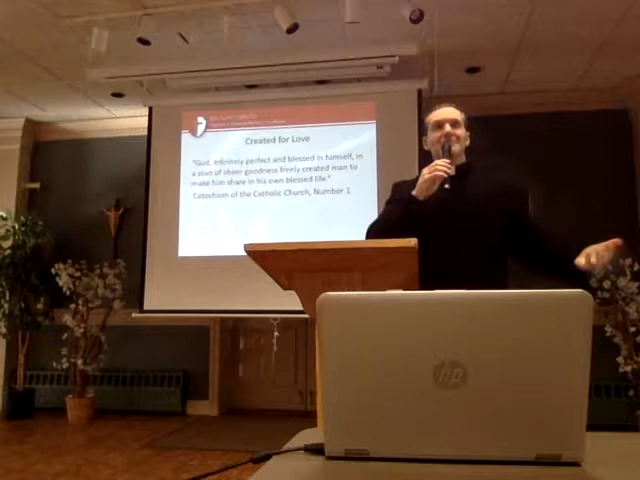 Created for Love
"God, infinitely perfect and blessed in himself, in
a plan of sheer goodness freely created man to
make him share in his own blessed life."
Catechism of the Catholic Church, Number 1.
hp